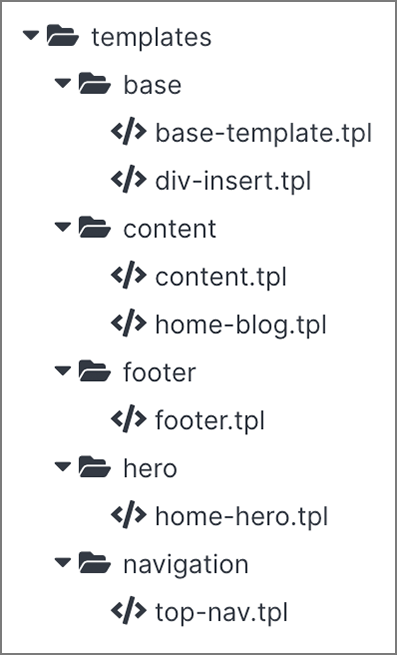 templates
base
base-template.tpl
div-insert.tpl
content
content.tpl
home-blog.tpl
footer
footer.tpl
hero
home-hero.tpl
navigation
top-nav.tpl